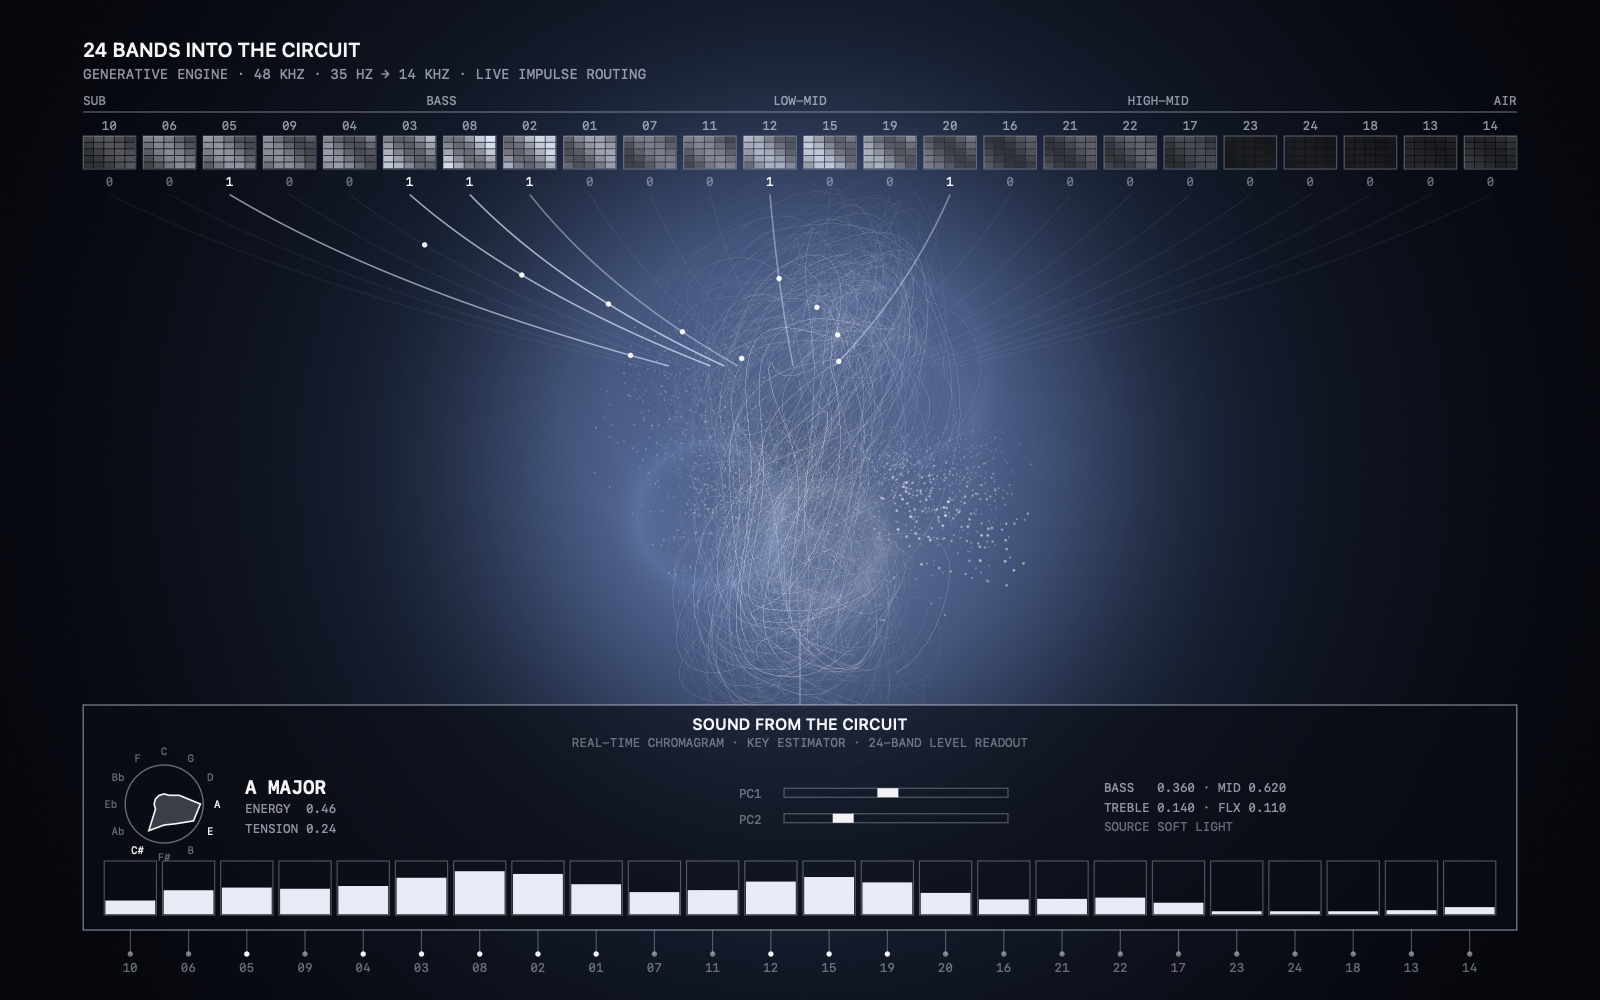 24 BANDS INTO THE CIRCUIT
GENERATIVE ENGINE · 48 KHZ · 35 HZ → 14 KHZ · LIVE IMPULSE ROUTING
SUB BASS LOW–MID HIGH–MID AIR
10 06 05 09 04 03 08 02 01 07 11 12 15 19 20 16 21 22 17 23 24 18 13 14
0 0 1 0 0 1 1 1 0 0 0 1 0 0 1 0 0 0 0 0 0 0 0 0
SOUND FROM THE CIRCUIT
REAL–TIME CHROMAGRAM · KEY ESTIMATOR · 24–BAND LEVEL READOUT
C
G
D
A
E
B
F#
C#
Ab
Eb
Bb
F
A MAJOR
ENERGY 0.46
TENSION 0.24
PC1
PC2
BASS 0.360 · MID 0.620
TREBLE 0.140 · FLX 0.110
SOURCE SOFT LIGHT
10 06 05 09 04 03 08 02 01 07 11 12 15 19 20 16 21 22 17 23 24 18 13 14